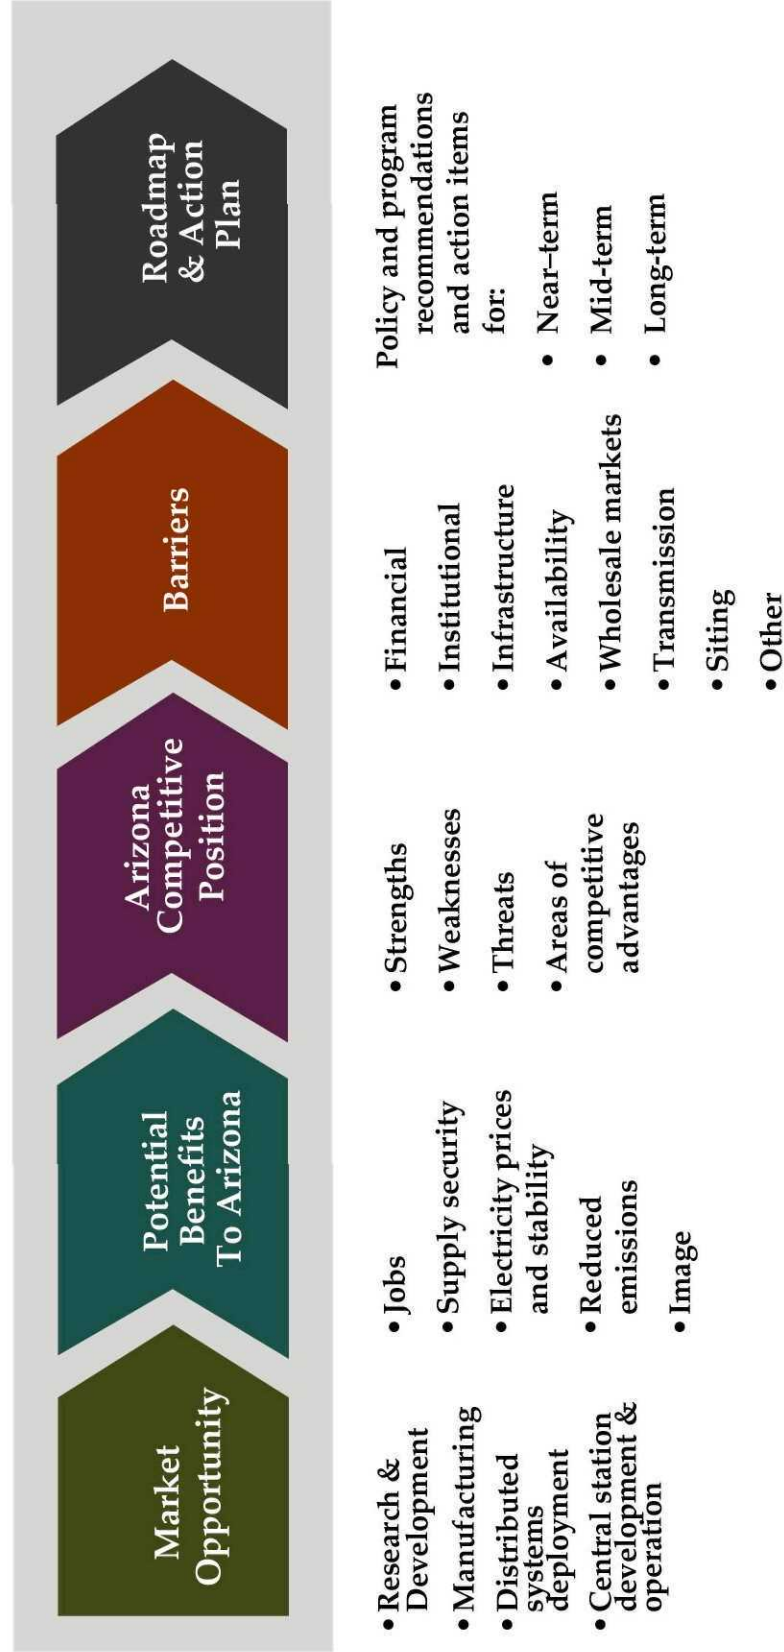 Market
Opportunity
Potential
Benefits
To Arizona
Arizona
Competitive
Position
Barriers
Roadmap
& Action
Plan
• Research &
Development
• Manufacturing
• Distributed
systems
deployment
• Central station
development &
operation
• Jobs
• Supply security
• Electricity prices
and stability
• Reduced
emissions
• Image
• Strengths
• Weaknesses
• Threats
• Areas of
competitive
advantages
• Financial
• Institutional
• Infrastructure
• Availability
• Wholesale markets
• Transmission
• Siting
• Other
Policy and program
recommendations
and action items
for:
• Near–term
• Mid-term
• Long-term